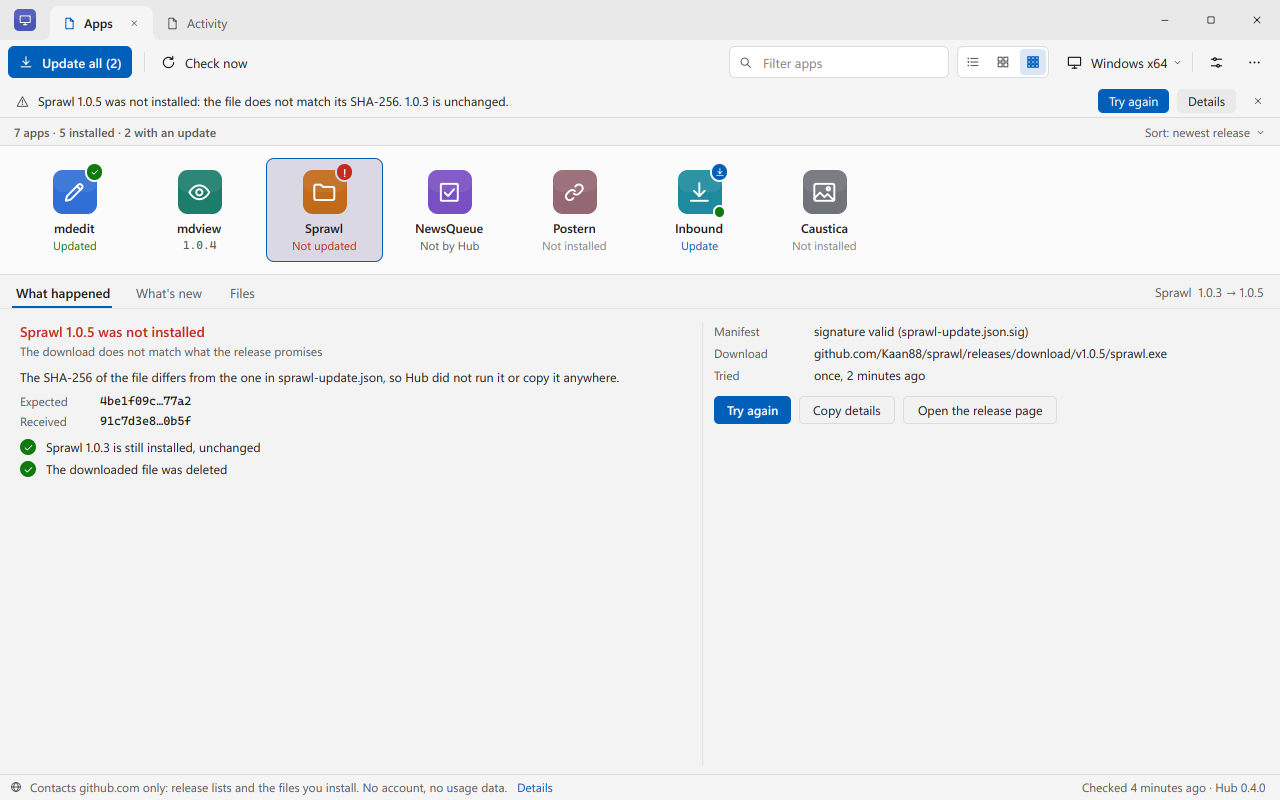 Apps
Activity
Update all (2)
Check now
Filter apps
Windows x64
Sprawl 1.0.5 was not installed: the file does not match its SHA-256. 1.0.3 is unchanged.
Try again
Details
7 apps · 5 installed · 2 with an update
Sort: newest release
mdedit
Updated
mdview
1.0.4
Sprawl
Not updated
NewsQueue
Not by Hub
Postern
Not installed
Inbound
Update
Caustica
Not installed
What happened
What's new
Files
Sprawl 1.0.3 → 1.0.5
Sprawl 1.0.5 was not installed
The download does not match what the release promises
The SHA-256 of the file differs from the one in sprawl-update.json, so Hub did not run it or copy it anywhere.
Expected 4be1f09c…77a2
Received 91c7d3e8…0b5f
Sprawl 1.0.3 is still installed, unchanged
The downloaded file was deleted
Manifest signature valid (sprawl-update.json.sig)
Download github.com/Kaan88/sprawl/releases/download/v1.0.5/sprawl.exe
Tried once, 2 minutes ago
Try again
Copy details
Open the release page
Contacts github.com only: release lists and the files you install. No account, no usage data. Details
Checked 4 minutes ago · Hub 0.4.0